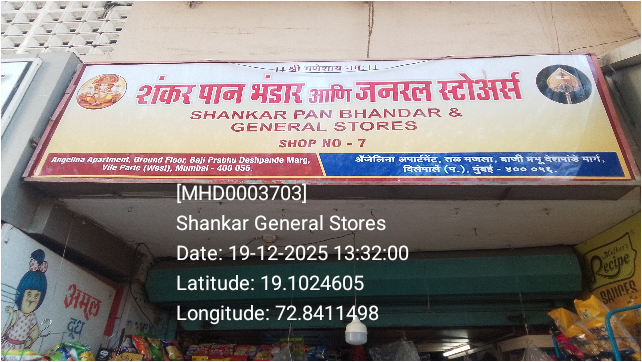 ।। श्री गणेशाय नमः ।।
शंकर पान भंडार आणि जनरल स्टोअर्स
SHANKAR PAN BHANDAR &
GENERAL STORES
SHOP NO - 7
Angelina Apartment, Ground Floor, Baji Prabhu Deshpande Marg,
Vile Parle (West), Mumbai - 400 056.
अँजेलिना अपार्टमेंट, तळ मजला, बाजी प्रभू देशपांडे मार्ग,
विलेपार्ले (प.), मुंबई - ४०० ०५६.
[MHD0003703]
Shankar General Stores
Date: 19-12-2025 13:32:00
Latitude: 19.1024605
Longitude: 72.8411498
अमूल
दूध
Mother's
Recipe
SAUCES